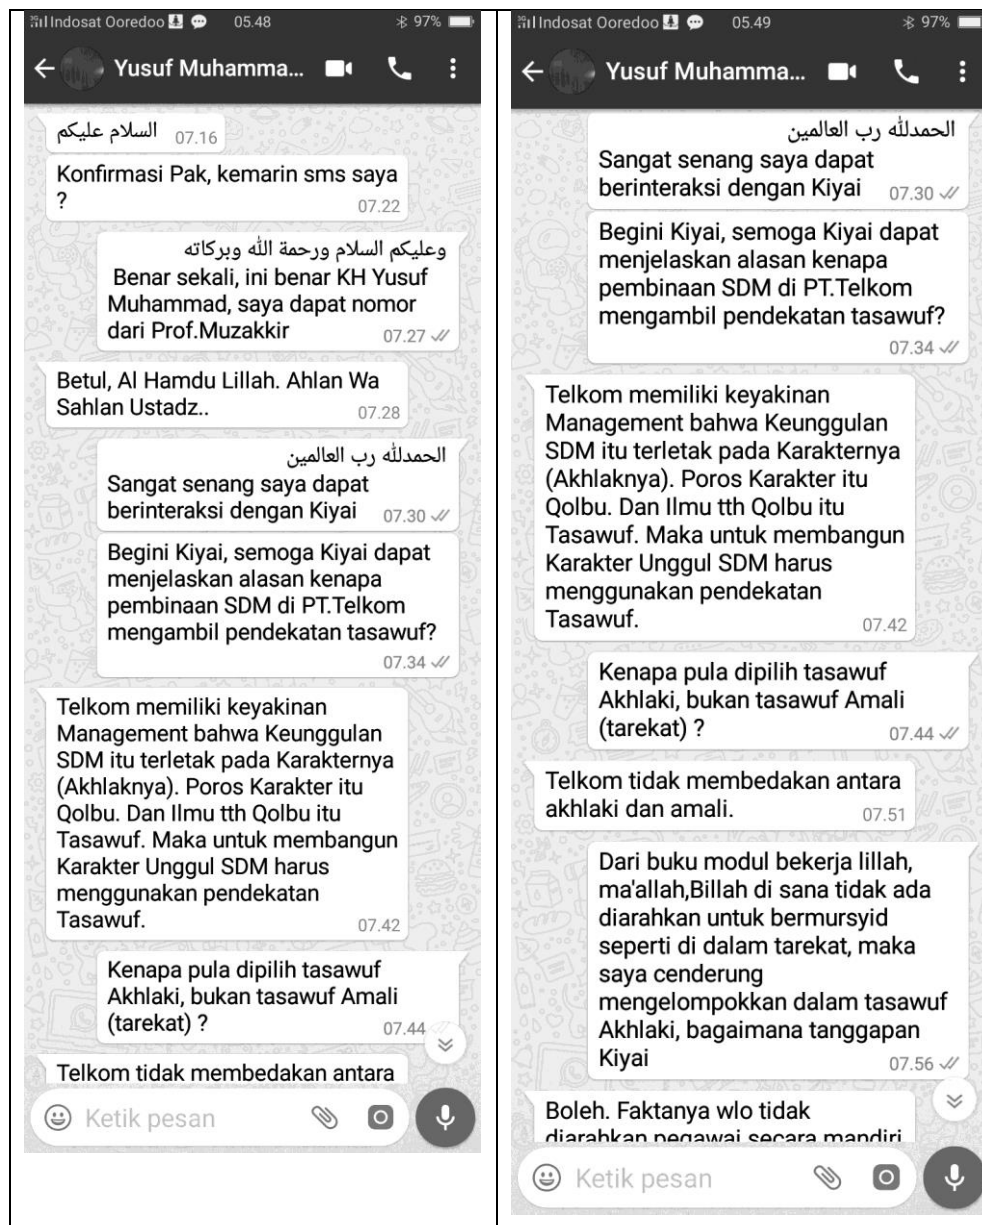 Indosat Ooredoo 05.48 97%
Yusuf Muhamma...
السلام عليكم 07.16
Konfirmasi Pak, kemarin sms saya
? 07.22
وعليكم السلام ورحمة الله وبركاته
Benar sekali, ini benar KH Yusuf
Muhammad, saya dapat nomor
dari Prof.Muzakkir 07.27
Betul, Al Hamdu Lillah. Ahlan Wa
Sahlan Ustadz.. 07.28
الحمدلله رب العالمين
Sangat senang saya dapat
berinteraksi dengan Kiyai 07.30
Begini Kiyai, semoga Kiyai dapat
menjelaskan alasan kenapa
pembinaan SDM di PT.Telkom
mengambil pendekatan tasawuf?
07.34
Telkom memiliki keyakinan
Management bahwa Keunggulan
SDM itu terletak pada Karakternya
(Akhlaknya). Poros Karakter itu
Qolbu. Dan Ilmu tth Qolbu itu
Tasawuf. Maka untuk membangun
Karakter Unggul SDM harus
menggunakan pendekatan
Tasawuf. 07.42
Kenapa pula dipilih tasawuf
Akhlaki, bukan tasawuf Amali
(tarekat) ? 07.44
Telkom tidak membedakan antara
Ketik pesan
Indosat Ooredoo 05.49 97%
Yusuf Muhamma...
الحمدلله رب العالمين
Sangat senang saya dapat
berinteraksi dengan Kiyai 07.30
Begini Kiyai, semoga Kiyai dapat
menjelaskan alasan kenapa
pembinaan SDM di PT.Telkom
mengambil pendekatan tasawuf?
07.34
Telkom memiliki keyakinan
Management bahwa Keunggulan
SDM itu terletak pada Karakternya
(Akhlaknya). Poros Karakter itu
Qolbu. Dan Ilmu tth Qolbu itu
Tasawuf. Maka untuk membangun
Karakter Unggul SDM harus
menggunakan pendekatan
Tasawuf. 07.42
Kenapa pula dipilih tasawuf
Akhlaki, bukan tasawuf Amali
(tarekat) ? 07.44
Telkom tidak membedakan antara
akhlaki dan amali. 07.51
Dari buku modul bekerja lillah,
ma'allah,Billah di sana tidak ada
diarahkan untuk bermursyid
seperti di dalam tarekat, maka
saya cenderung
mengelompokkan dalam tasawuf
Akhlaki, bagaimana tanggapan
Kiyai 07.56
Boleh. Faktanya wlo tidak
diarahkan pegawai secara mandiri
Ketik pesan